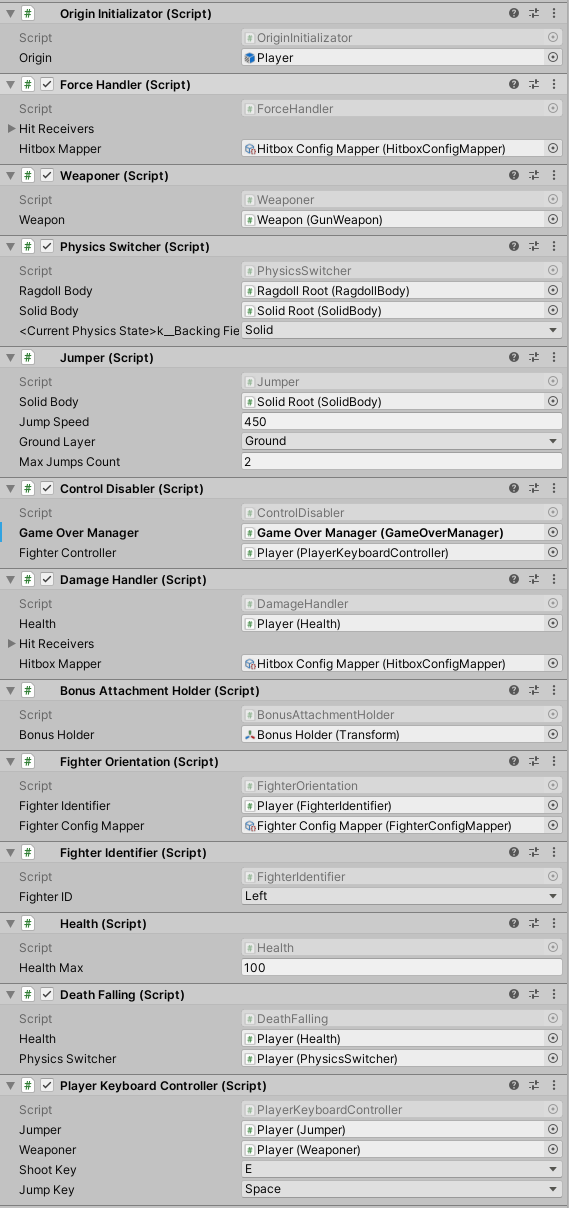 Origin Initializator (Script)
Script OriginInitializator
Origin Player
Force Handler (Script)
Script ForceHandler
Hit Receivers
Hitbox Mapper Hitbox Config Mapper (HitboxConfigMapper)
Weaponer (Script)
Script Weaponer
Weapon Weapon (GunWeapon)
Physics Switcher (Script)
Script PhysicsSwitcher
Ragdoll Body Ragdoll Root (RagdollBody)
Solid Body Solid Root (SolidBody)
<Current Physics State>k__Backing Fie Solid
Jumper (Script)
Script Jumper
Solid Body Solid Root (SolidBody)
Jump Speed 450
Ground Layer Ground
Max Jumps Count 2
Control Disabler (Script)
Script ControlDisabler
Game Over Manager Game Over Manager (GameOverManager)
Fighter Controller Player (PlayerKeyboardController)
Damage Handler (Script)
Script DamageHandler
Health Player (Health)
Hit Receivers
Hitbox Mapper Hitbox Config Mapper (HitboxConfigMapper)
Bonus Attachment Holder (Script)
Script BonusAttachmentHolder
Bonus Holder Bonus Holder (Transform)
Fighter Orientation (Script)
Script FighterOrientation
Fighter Identifier Player (FighterIdentifier)
Fighter Config Mapper Fighter Config Mapper (FighterConfigMapper)
Fighter Identifier (Script)
Script FighterIdentifier
Fighter ID Left
Health (Script)
Script Health
Health Max 100
Death Falling (Script)
Script DeathFalling
Health Player (Health)
Physics Switcher Player (PhysicsSwitcher)
Player Keyboard Controller (Script)
Script PlayerKeyboardController
Jumper Player (Jumper)
Weaponer Player (Weaponer)
Shoot Key E
Jump Key Space